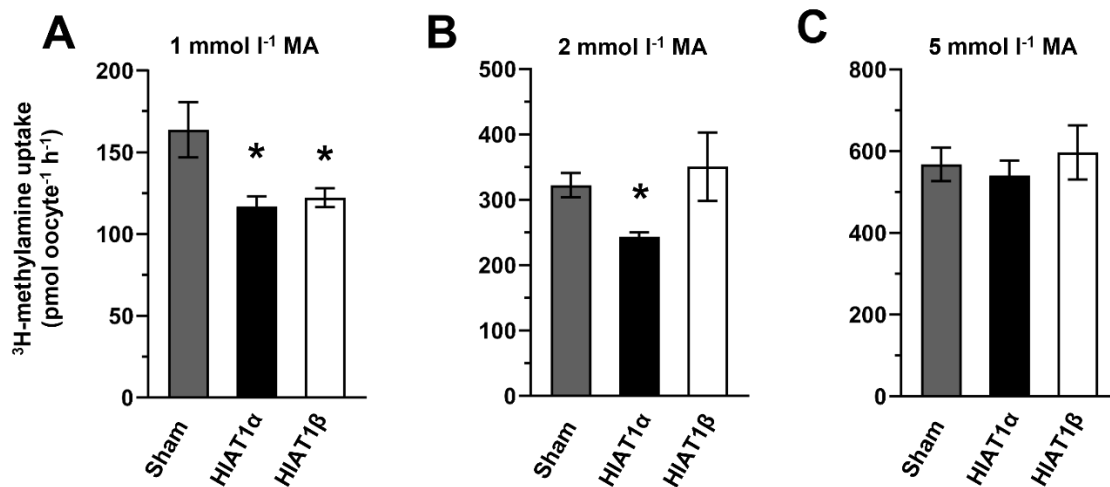 A
1 mmol l⁻¹ MA
³H-methylamine uptake
(pmol oocyte⁻¹ h⁻¹)
200
150
100
50
0
*
*
Sham
HIAT1α
HIAT1β
B
2 mmol l⁻¹ MA
500
400
300
200
100
0
*
Sham
HIAT1α
HIAT1β
C
5 mmol l⁻¹ MA
800
600
400
200
0
Sham
HIAT1α
HIAT1β